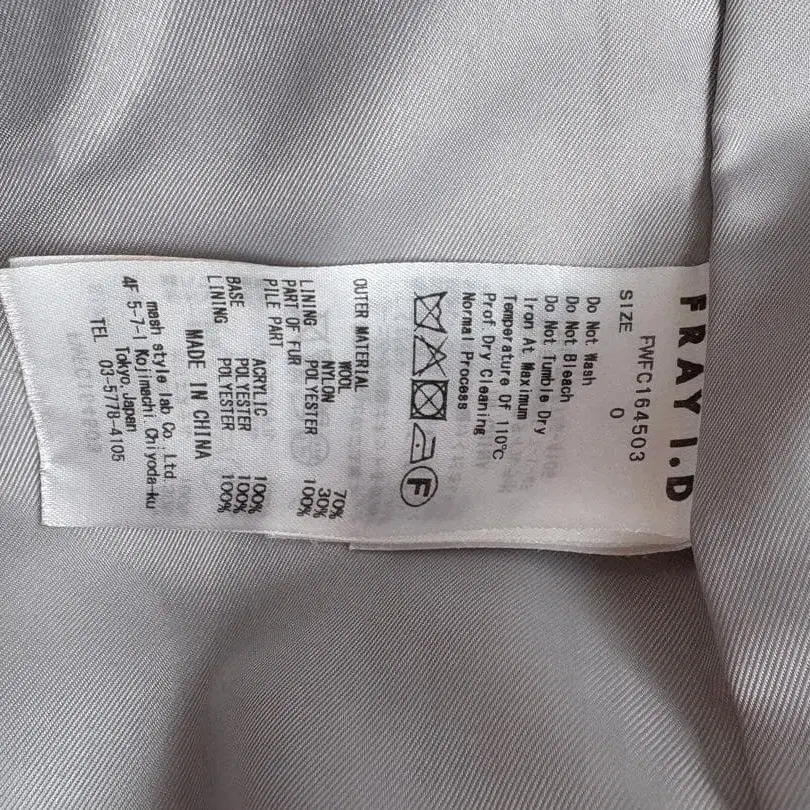 FRAY I.D
FWFC164503
SIZE 0
Do Not Wash
Do Not Bleach
Do Not Tumble Dry
Iron At Maximum
Temperature Of 110℃
Prof Dry Cleaning
Normal Process
F
OUTER MATERIAL
WOOL 70%
NYLON 30%
LINING POLYESTER 100%
PART OF FUR
PILE PART
ACRYLIC 100%
BASE POLYESTER 100%
LINING POLYESTER 100%
MADE IN CHINA
mash style lab Co., Ltd.
4F 5-7-1 Kojimachi, Chiyoda-ku
Tokyo, Japan
TEL 03-5778-4105